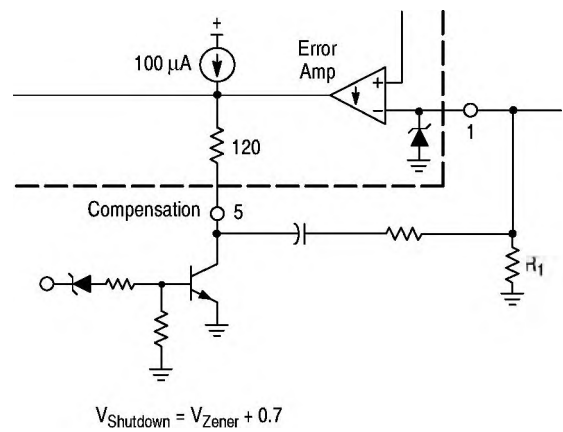 +
100 µA
Error
Amp
+
−
1
120
Compensation 5
R1
VShutdown = VZener + 0.7